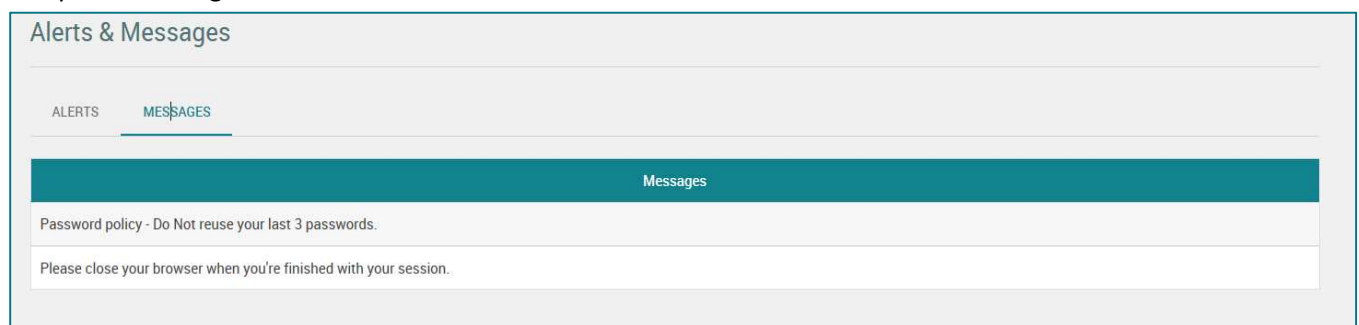 Alerts & Messages
ALERTS MESSAGES
Messages
Password policy - Do Not reuse your last 3 passwords.
Please close your browser when you're finished with your session.